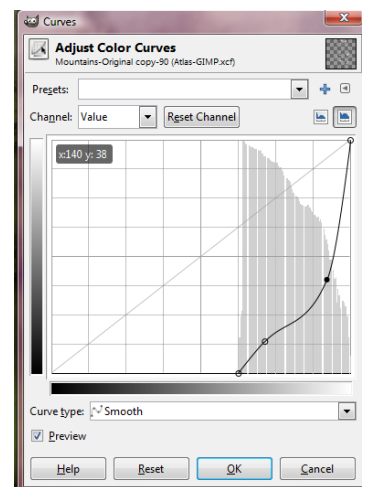 Curves
Adjust Color Curves
Mountains-Original copy-90 (Atlas-GIMP.xcf)
Presets:
Channel: Value Reset Channel
x:140 y: 38
Curve type: Smooth
Preview
Help Reset OK Cancel